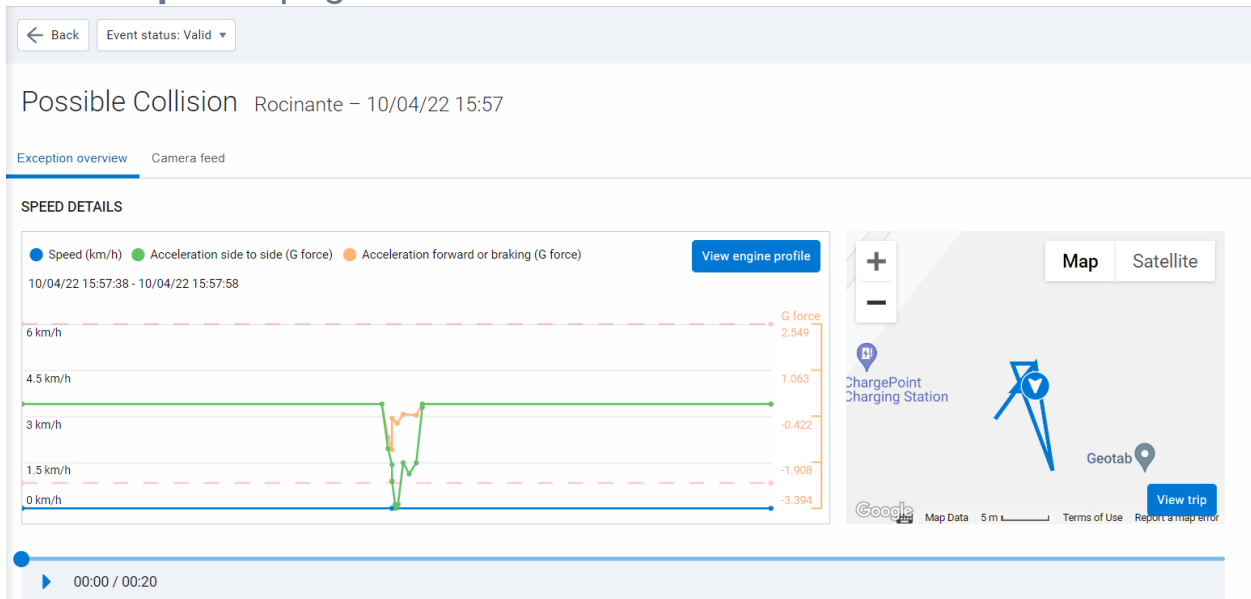 Back
Event status: Valid
Possible Collision Rocinante – 10/04/22 15:57
Exception overview Camera feed
SPEED DETAILS
Speed (km/h) Acceleration side to side (G force) Acceleration forward or braking (G force)
View engine profile
10/04/22 15:57:38 - 10/04/22 15:57:58
G force
6 km/h 2.549
4.5 km/h 1.063
3 km/h -0.422
1.5 km/h -1.908
0 km/h -3.394
+
−
Map Satellite
ChargePoint
Charging Station
Geotab
View trip
Google Map Data 5 m Terms of Use Report a map error
00:00 / 00:20